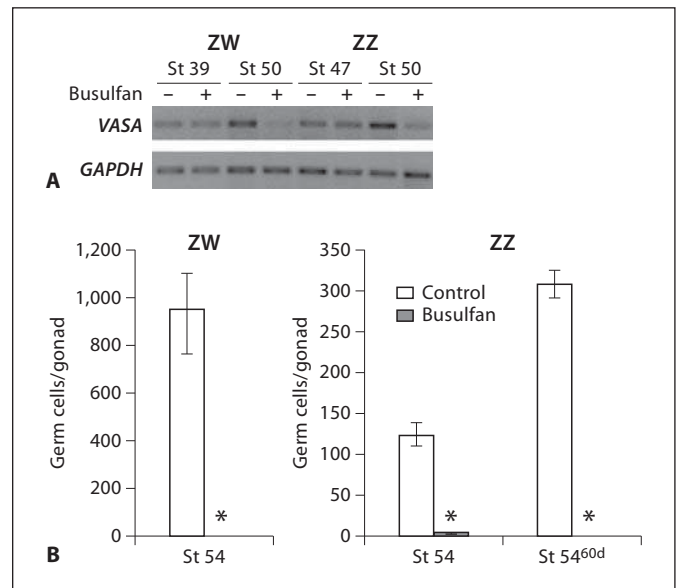 ZW ZZ
St 39 St 50 St 47 St 50
Busulfan – + – + – + – +
VASA
GAPDH
A
ZW
1,200
1,000
800
600
400
200
0
Germ cells/gonad
*
St 54
B
ZZ
350
300
250
200
150
100
50
0
Germ cells/gonad
Control
Busulfan
* *
St 54 St 54⁶⁰ᵈ